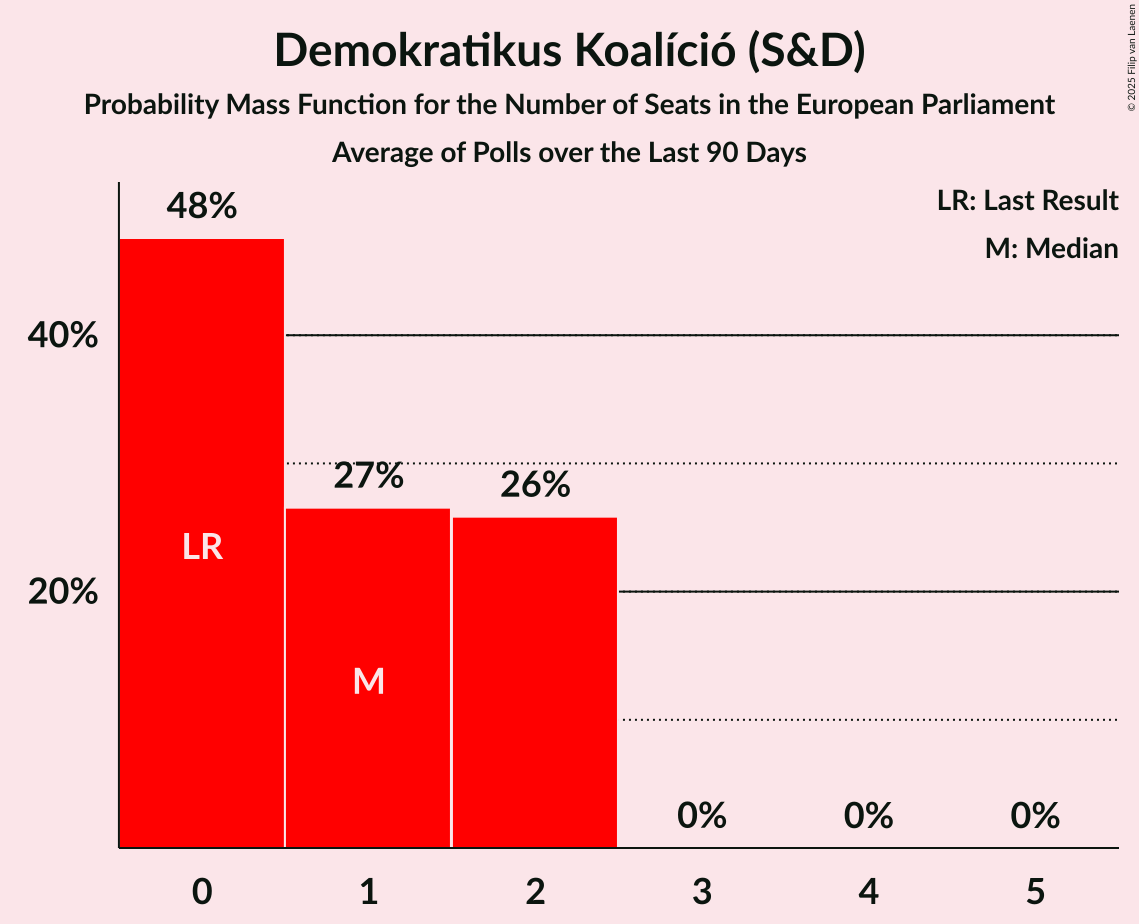 Demokratikus Koalíció (S&D)
Probability Mass Function for the Number of Seats in the European Parliament
Average of Polls over the Last 90 Days
© 2025 Filip van Laenen
LR: Last Result
M: Median
48%
40%
27%
26%
LR
20%
M
0%
0%
0%
0
1
2
3
4
5